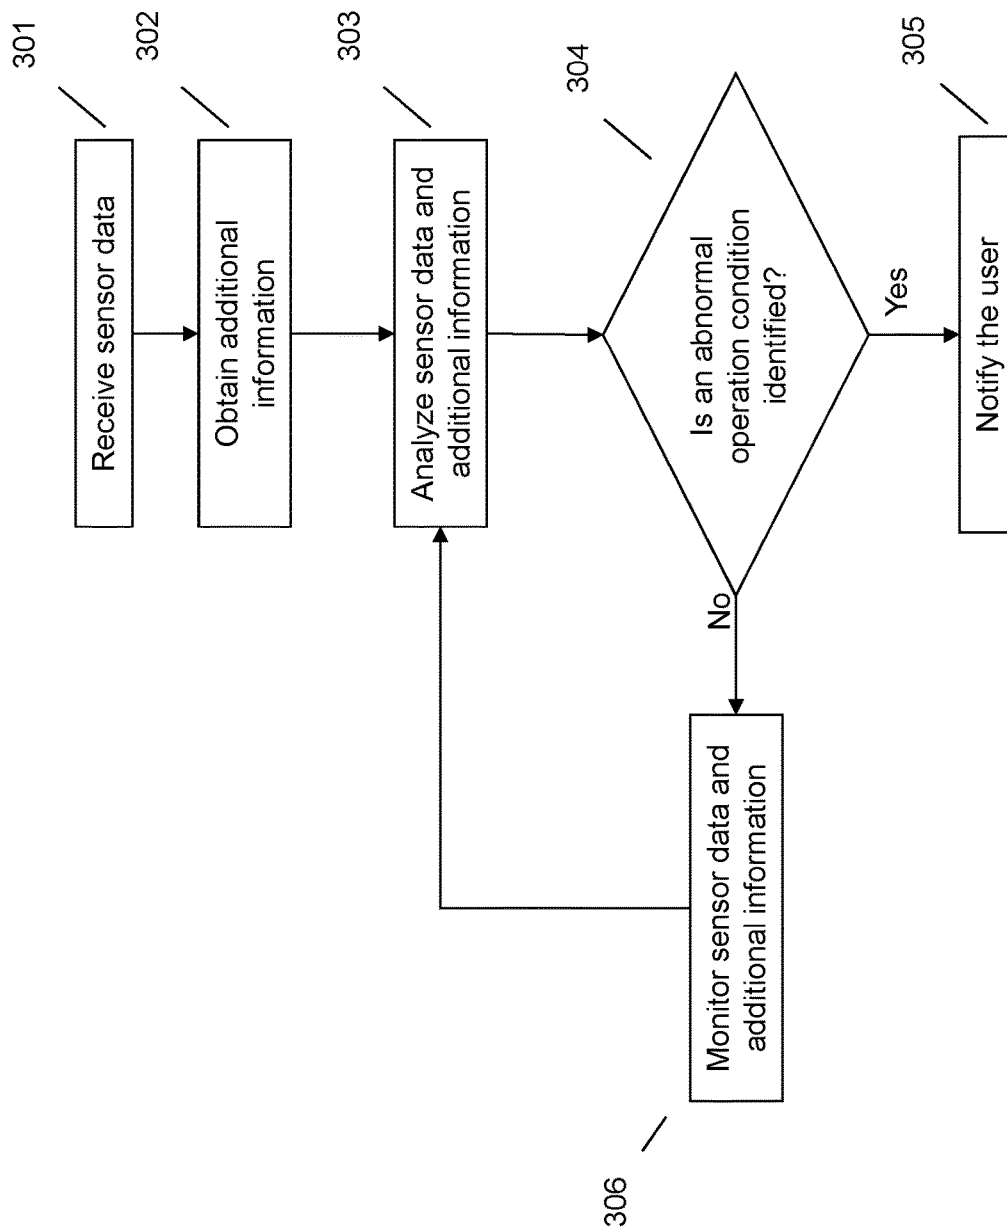 301
Receive sensor data
302
Obtain additional
information
303
Analyze sensor data and
additional information
304
Is an abnormal
operation condition
identified?
No
Yes
305
Notify the user
306
Monitor sensor data and
additional information